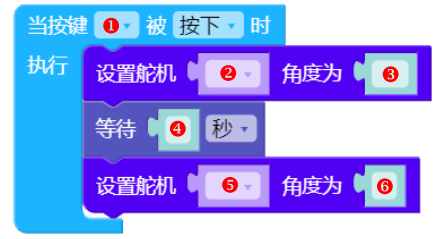 当按键 ❶ 被 按下 时
执行 设置舵机 ❷ 角度为 ❸
等待 ❹ 秒
设置舵机 ❺ 角度为 ❻